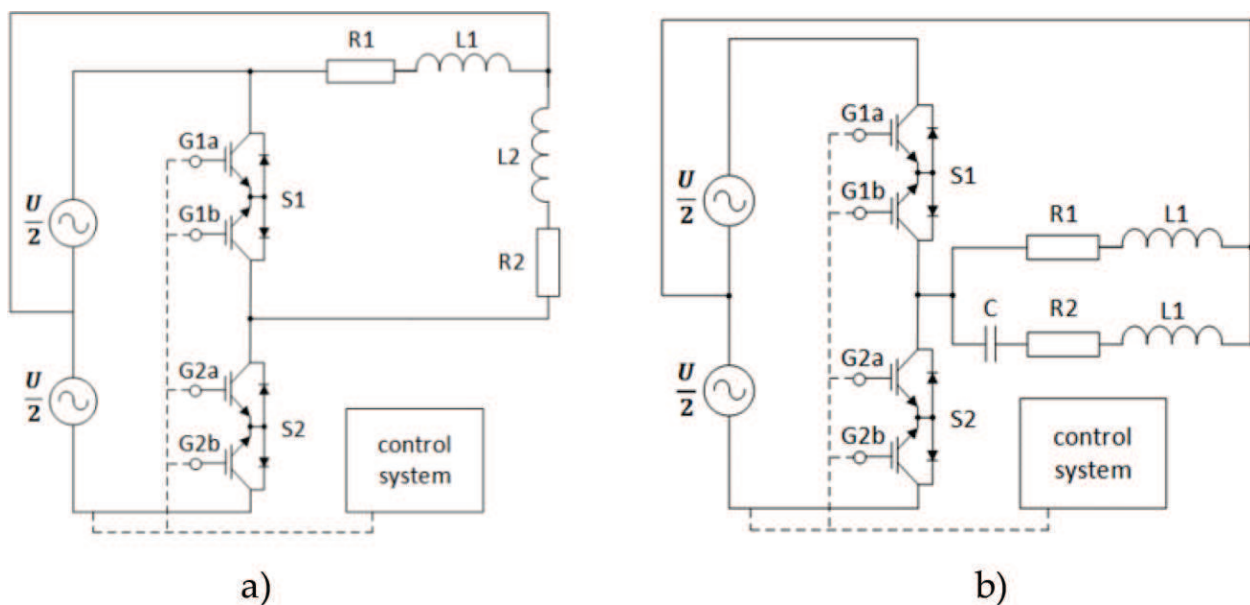 R1
L1
G1a
L2
S1
U
2
G1b
R2
G2a
U
2
S2
G2b
control
system
a)
G1a
U
2
S1
G1b
R1
L1
C
R2
L1
G2a
U
2
S2
G2b
control
system
b)